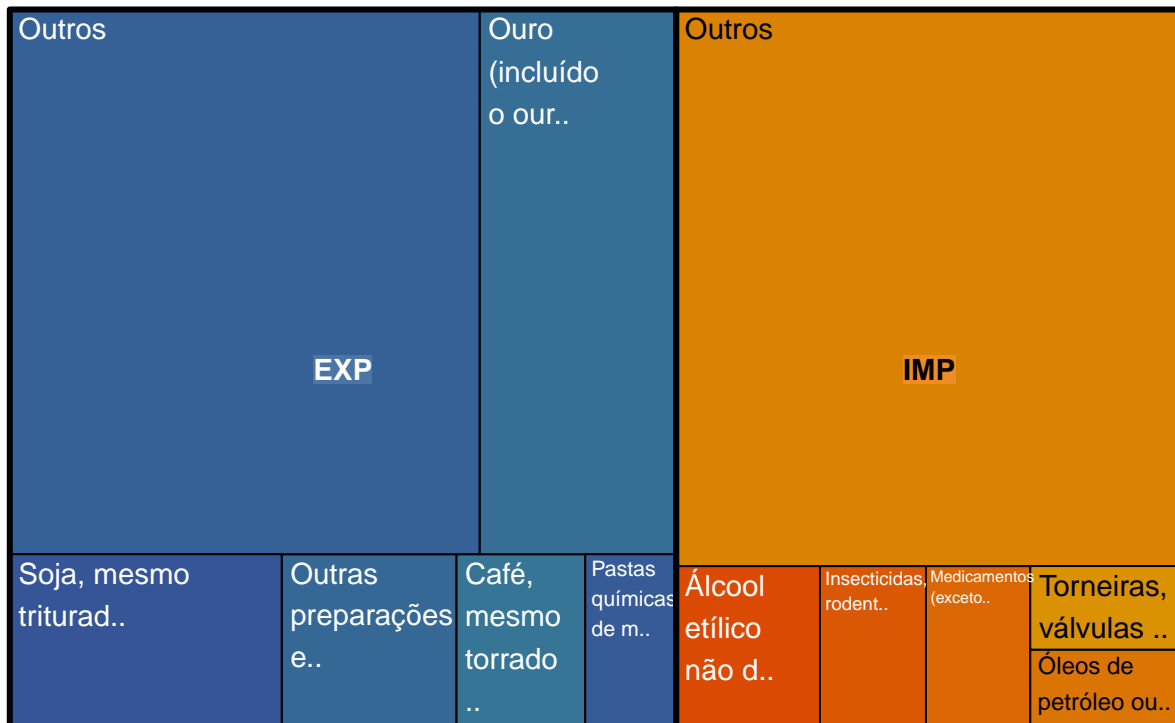 Outros
Ouro
(incluído
o our..
EXP
Soja, mesmo
triturad..
Outras
preparações
e..
Café,
mesmo
torrado
..
Pastas
químicas
de m..
Outros
IMP
Álcool
etílico
não d..
Insecticidas,
rodent..
Medicamentos
(exceto..
Torneiras,
válvulas ..
Óleos de
petróleo ou..